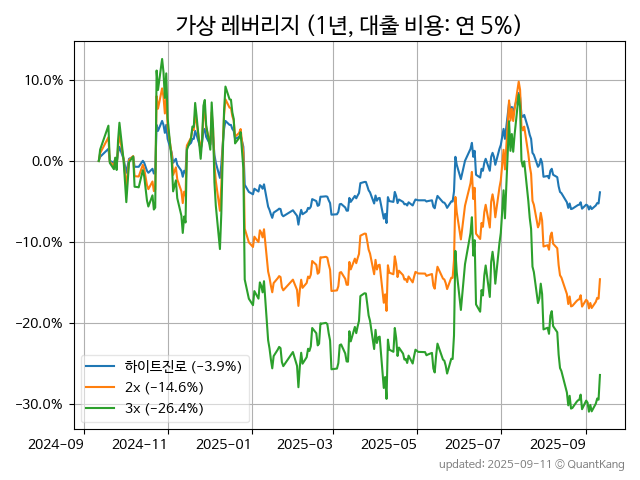 가상 레버리지 (1년, 대출 비용: 연 5%)
10.0%
0.0%
−10.0%
−20.0%
−30.0%
하이트진로 (−3.9%)
2x (−14.6%)
3x (−26.4%)
2024-09 2024-11 2025-01 2025-03 2025-05 2025-07 2025-09
updated: 2025-09-11 © QuantKang